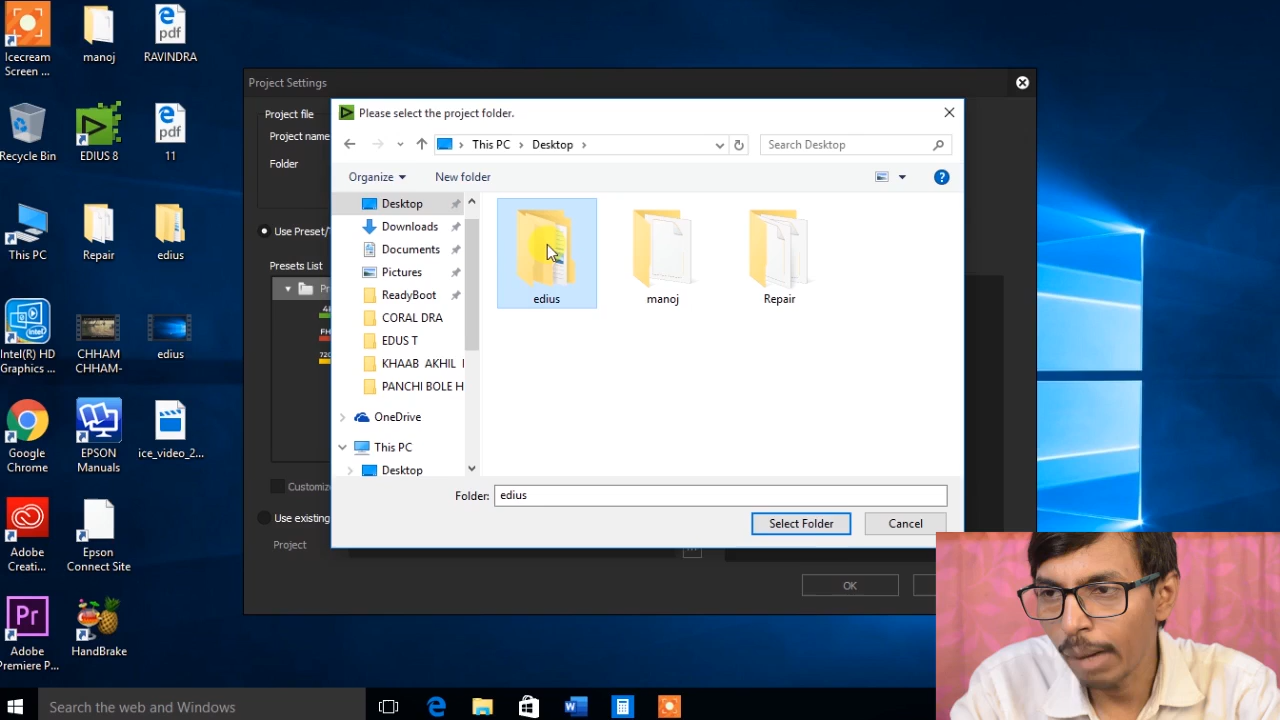 Icecream
Screen ...
manoj
RAVINDRA
Recycle Bin
EDIUS 8
11
This PC
Repair
edius
Intel(R) HD
Graphics ...
CHHAM
CHHAM-
edius
Google
Chrome
EPSON
Manuals
ice_video_2...
Adobe
Creati...
Epson
Connect Site
Adobe
Premiere P...
HandBrake
pdf
pdf
Project Settings
Project file
Project name
Folder
Use Preset/
Presets List
Customize
Use existing
Project
OK
Please select the project folder.
This PC
Desktop
Search Desktop
Organize
New folder
Desktop
Downloads
Documents
Pictures
ReadyBoot
CORAL DRA
EDUS T
KHAAB AKHIL
PANCHI BOLE H
OneDrive
This PC
Desktop
edius
manoj
Repair
Folder:
edius
Select Folder
Cancel
Search the web and Windows